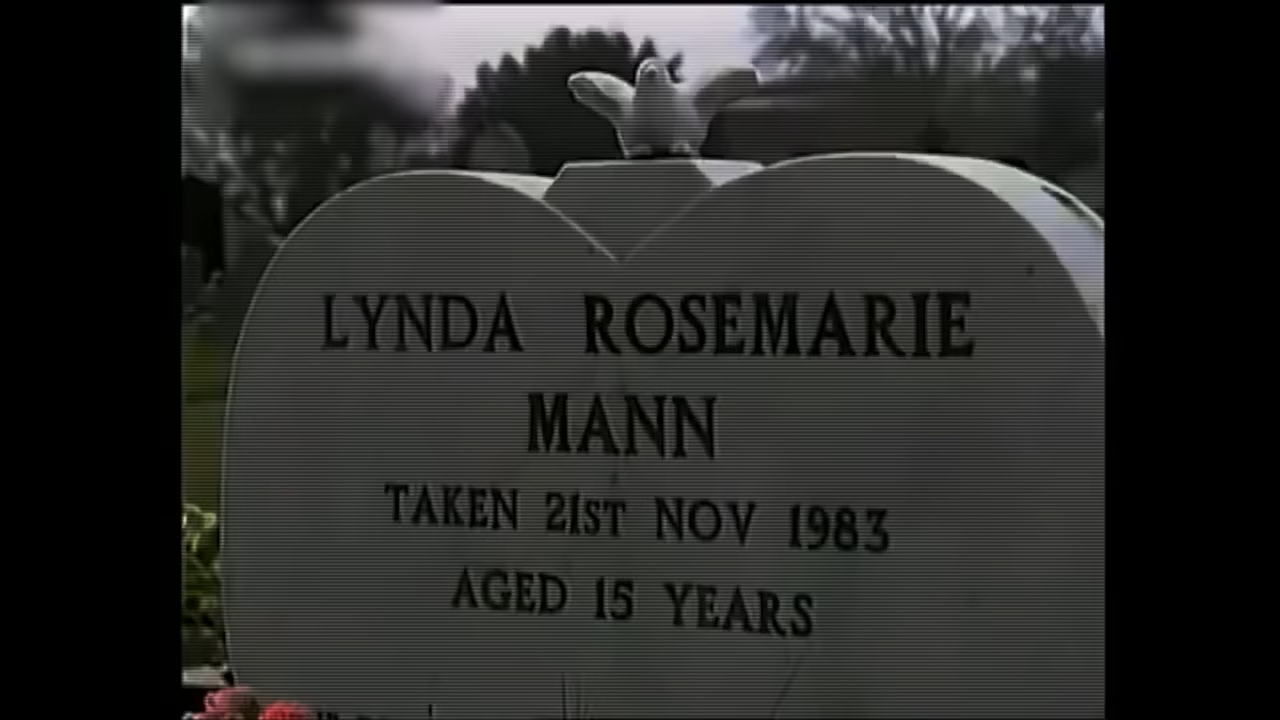 LYNDA ROSEMARIE
MANN
TAKEN 21ST NOV 1983
AGED 15 YEARS